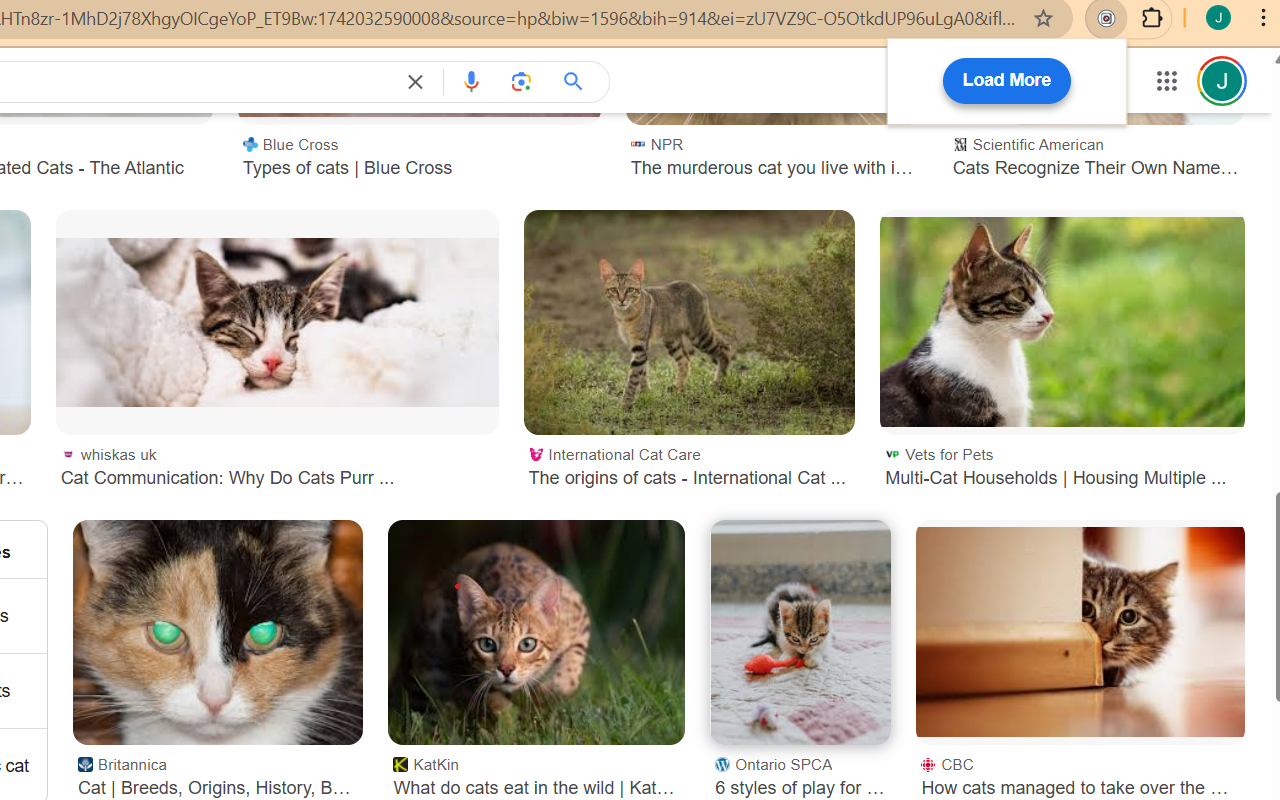 HTn8zr-1MhD2j78XhgyOICgeYoP_ET9Bw:1742032590008&source=hp&biw=1596&bih=914&ei=zU7VZ9C-O5OtkdUP96uLgA0&ifl...
J
Load More
J
Blue Cross
NPR
Scientific American
ated Cats - The Atlantic
Types of cats | Blue Cross
The murderous cat you live with i...
Cats Recognize Their Own Name...
whiskas uk
International Cat Care
Vets for Pets
r...
Cat Communication: Why Do Cats Purr ...
The origins of cats - International Cat ...
Multi-Cat Households | Housing Multiple ...
es
s
ts
cat
Britannica
KatKin
Ontario SPCA
CBC
Cat | Breeds, Origins, History, B...
What do cats eat in the wild | Kat...
6 styles of play for ...
How cats managed to take over the ...